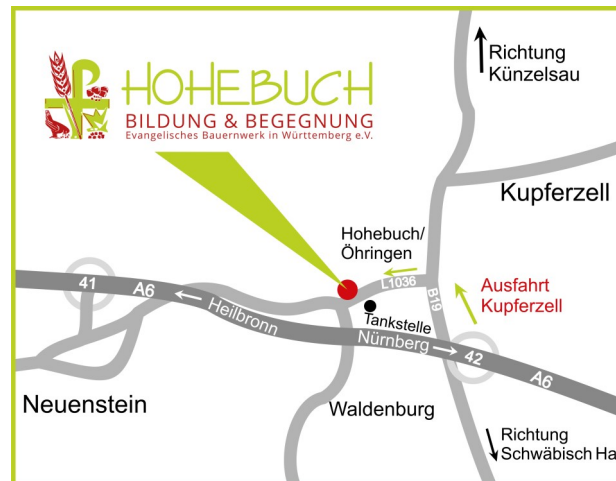 HOHEBUCH
BILDUNG & BEGEGNUNG
Evangelisches Bauernwerk in Württemberg e.V.
Richtung
Künzelsau
Kupferzell
Hohebuch/
Öhringen
L1036
B19
Ausfahrt
Kupferzell
41
A6
Heilbronn
Tankstelle
Nürnberg
42
A6
Neuenstein
Waldenburg
Richtung
Schwäbisch Ha